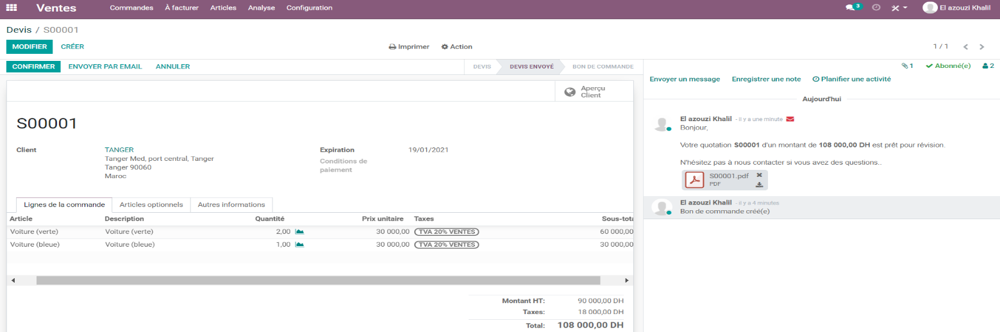 Ventes Commandes À facturer Articles Analyse Configuration 3 El azouzi Khalil
Devis / S00001
MODIFIER CRÉER Imprimer Action 1 / 1
CONFIRMER ENVOYER PAR EMAIL ANNULER DEVIS DEVIS ENVOYÉ BON DE COMMANDE
Aperçu
Client
S00001
Client TANGER
Tanger Med, port central, Tanger
Tanger 90060
Maroc
Expiration 19/01/2021
Conditions de
paiement
Lignes de la commande Articles optionnels Autres informations
Article Description Quantité Prix unitaire Taxes Sous-tota
Voiture (verte) Voiture (verte) 2,00 30 000,00 TVA 20% VENTES 60 000,00
Voiture (bleue) Voiture (bleue) 1,00 30 000,00 TVA 20% VENTES 30 000,00
Montant HT: 90 000,00 DH
Taxes: 18 000,00 DH
Total: 108 000,00 DH
1 Abonné(e) 2
Envoyer un message Enregistrer une note Planifier une activité
Aujourd'hui
El azouzi Khalil - il y a une minute
Bonjour,
Votre quotation S00001 d'un montant de 108 000,00 DH est prêt pour révision.
N'hésitez pas à nous contacter si vous avez des questions..
S00001.pdf
PDF
El azouzi Khalil - il y a 4 minutes
Bon de commande créé(e)